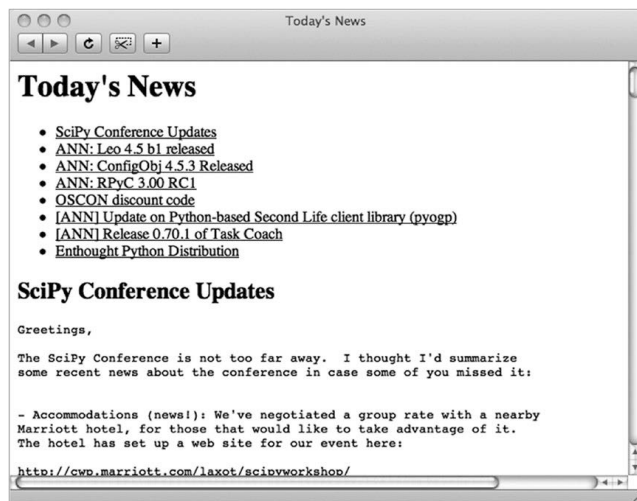 Today's News
Today's News
SciPy Conference Updates
ANN: Leo 4.5 b1 released
ANN: ConfigObj 4.5.3 Released
ANN: RPyC 3.00 RC1
OSCON discount code
[ANN] Update on Python-based Second Life client library (pyogp)
[ANN] Release 0.70.1 of Task Coach
Enthought Python Distribution
SciPy Conference Updates
Greetings,
The SciPy Conference is not too far away.  I thought I'd summarize
some recent news about the conference in case some of you missed it:
- Accommodations (news!): We've negotiated a group rate with a nearby
Marriott hotel, for those that would like to take advantage of it.
The hotel has set up a web site for our event here:
http://cwp.marriott.com/laxot/scipyworkshop/